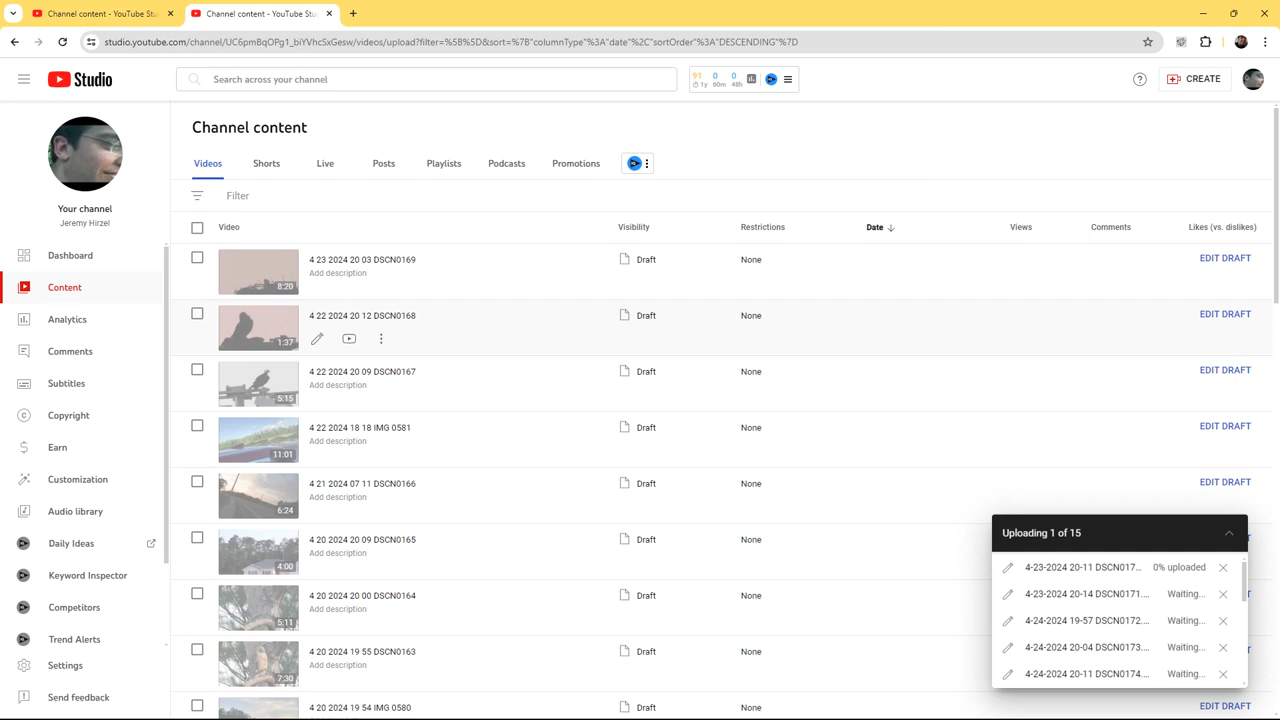 Channel content - YouTube Stu
Channel content - YouTube Stu
studio.youtube.com/channel/UC6pmBqOPg1_biYVhcSxGesw/videos/upload?filter=%5B%5D&sort=%7B"columnType"%3A"date"%2C"sortOrder"%3A"DESCENDING"%7D
Studio
Search across your channel
91 0 0
1y 60m 48h
CREATE
Your channel
Jeremy Hirzel
Dashboard
Content
Analytics
Comments
Subtitles
Copyright
Earn
Customization
Audio library
Daily Ideas
Keyword Inspector
Competitors
Trend Alerts
Settings
Send feedback
Channel content
Videos Shorts Live Posts Playlists Podcasts Promotions
Filter
Video Visibility Restrictions Date Views Comments Likes (vs. dislikes)
4 23 2024 20 03 DSCN0169 Draft None EDIT DRAFT
Add description
8:20
4 22 2024 20 12 DSCN0168 Draft None EDIT DRAFT
1:37
4 22 2024 20 09 DSCN0167 Draft None EDIT DRAFT
Add description
5:15
4 22 2024 18 18 IMG 0581 Draft None EDIT DRAFT
Add description
11:01
4 21 2024 07 11 DSCN0166 Draft None EDIT DRAFT
Add description
6:24
4 20 2024 20 09 DSCN0165 Draft None
Add description
4:00
4 20 2024 20 00 DSCN0164 Draft None
Add description
5:11
4 20 2024 19 55 DSCN0163 Draft None
Add description
7:30
4 20 2024 19 54 IMG 0580 Draft None EDIT DRAFT
Uploading 1 of 15
4-23-2024 20-11 DSCN017... 0% uploaded
4-23-2024 20-14 DSCN0171.... Waiting...
4-24-2024 19-57 DSCN0172.... Waiting...
4-24-2024 20-04 DSCN0173.... Waiting...
4-24-2024 20-11 DSCN0174.... Waiting...